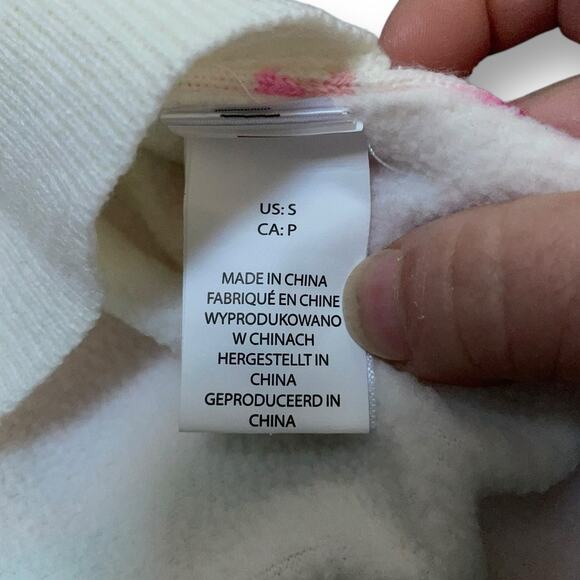 US: S
CA: P
MADE IN CHINA
FABRIQUÉ EN CHINE
WYPRODUKOWANO
W CHINACH
HERGESTELLT IN
CHINA
GEPRODUCEERD IN
CHINA